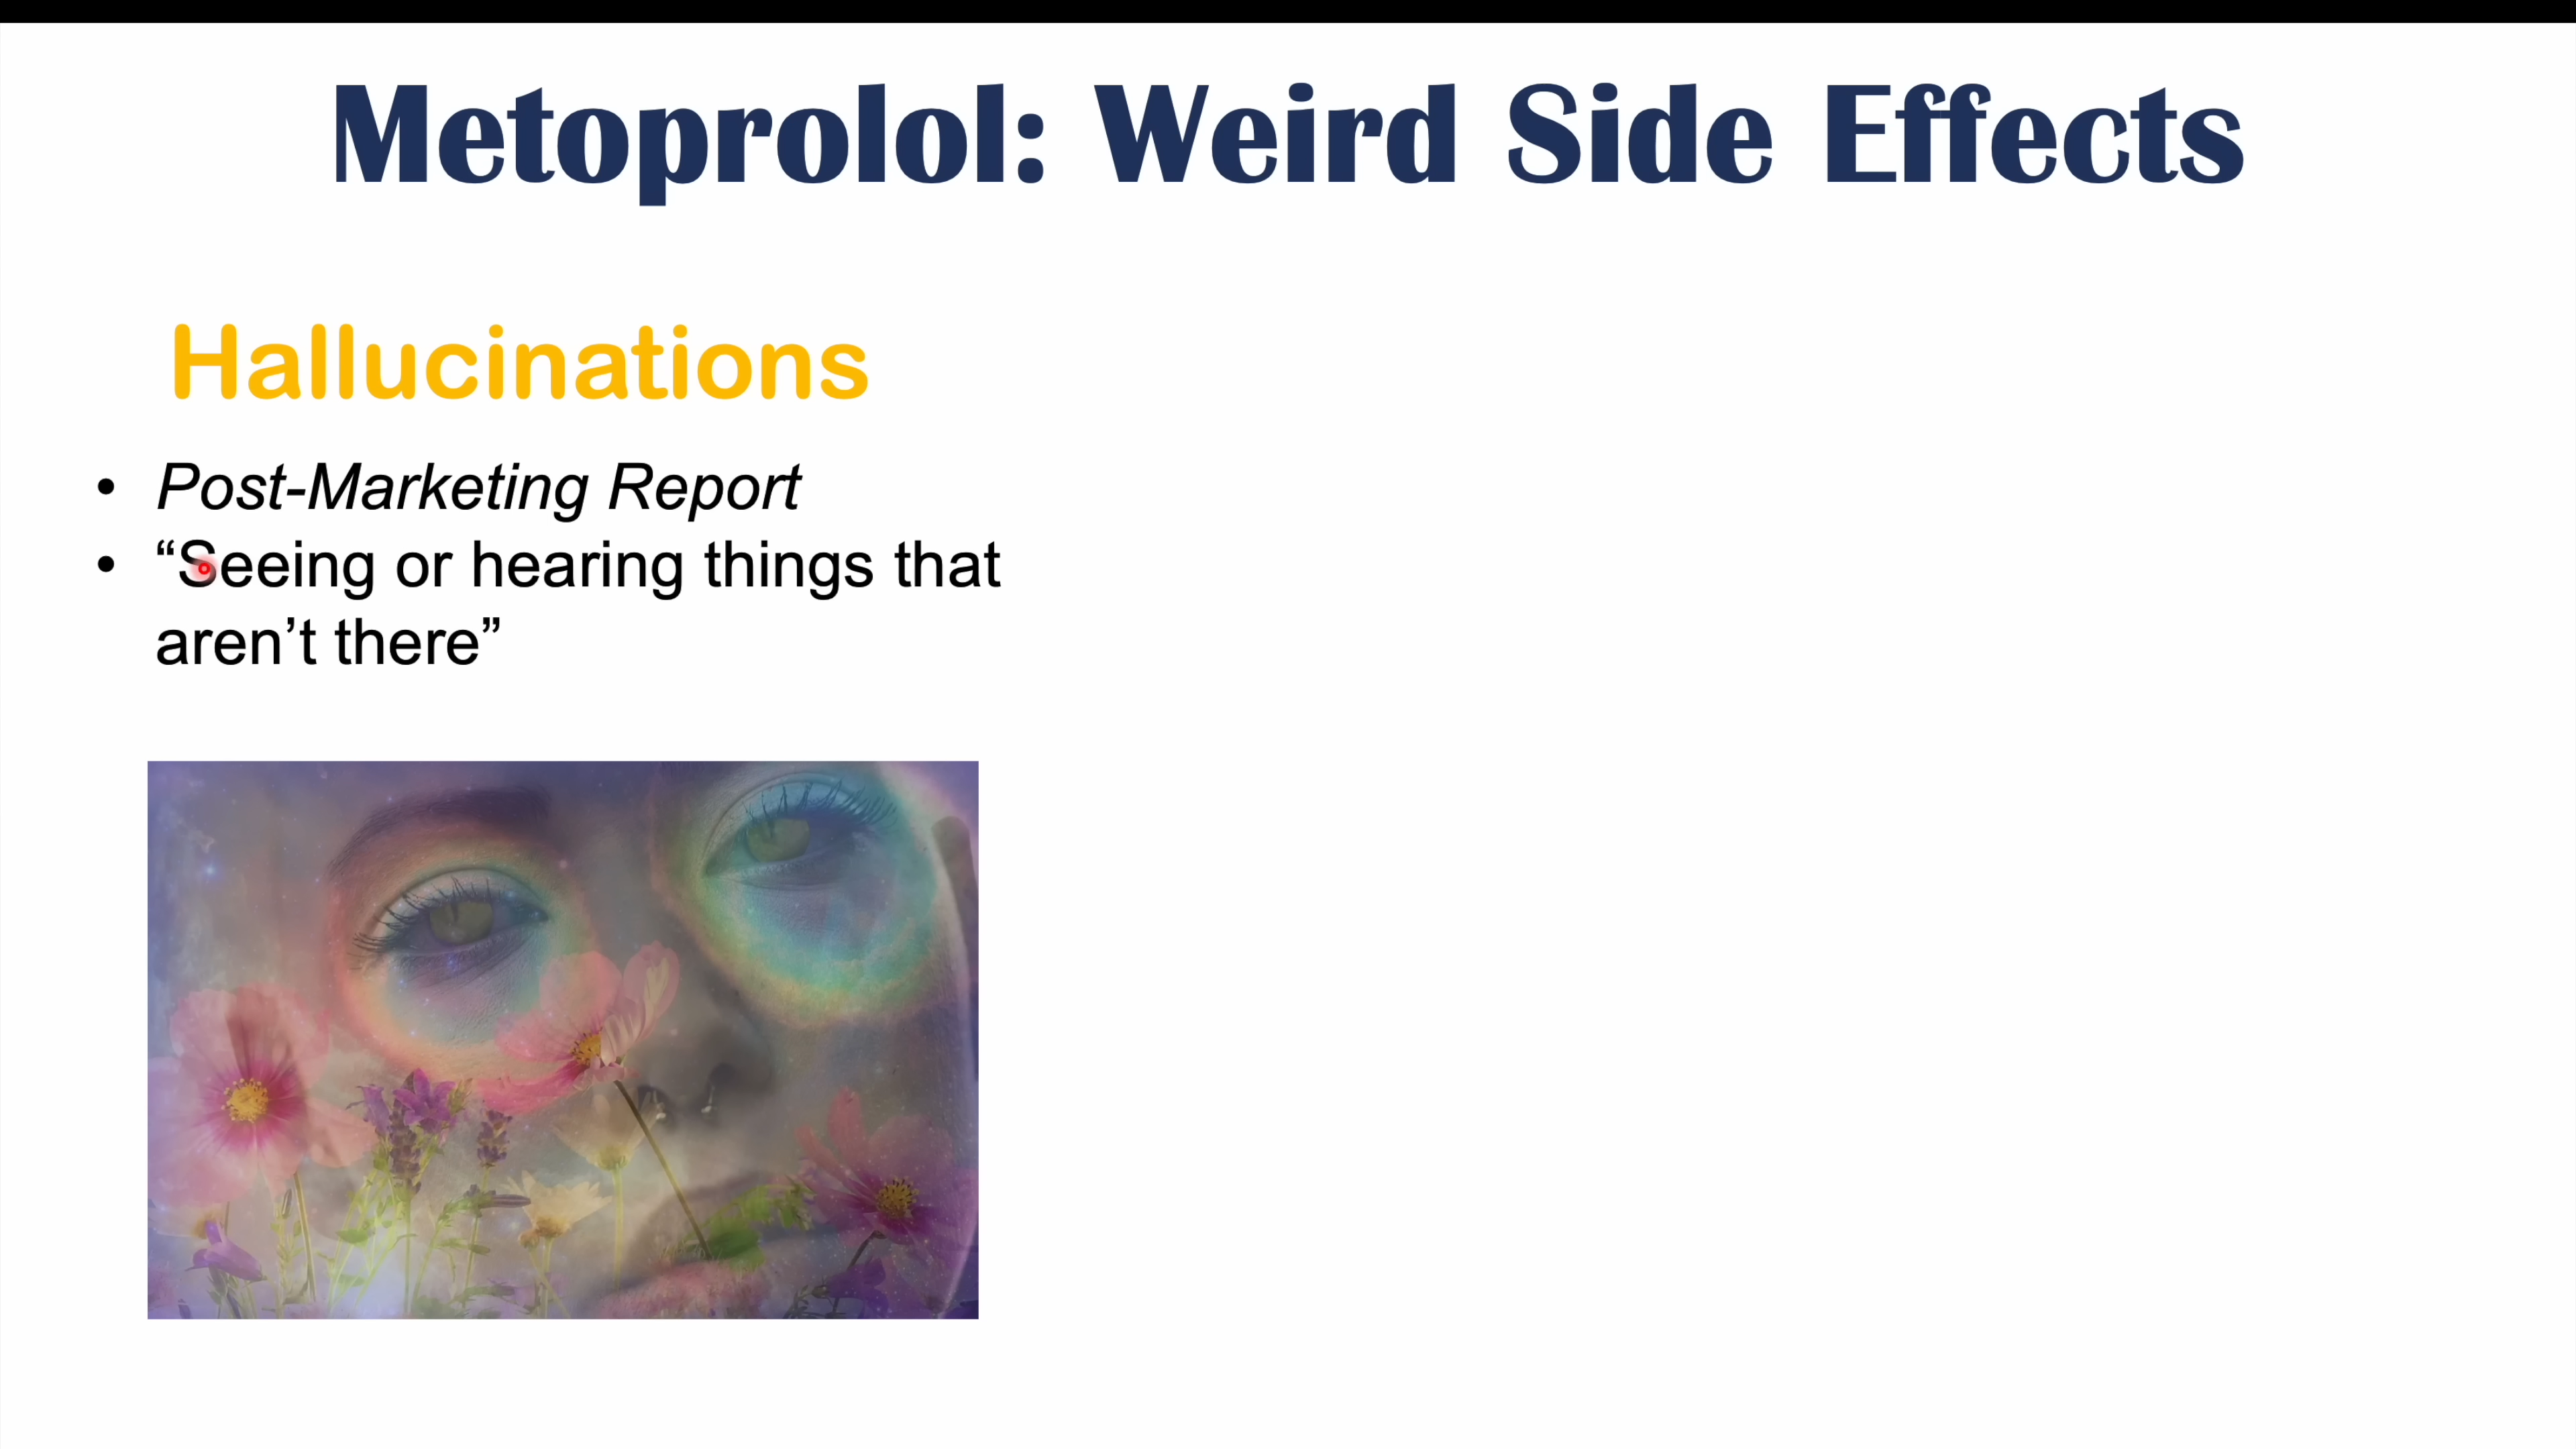 Metoprolol: Weird Side Effects
Hallucinations
• Post-Marketing Report
• “Seeing or hearing things that
aren’t there”